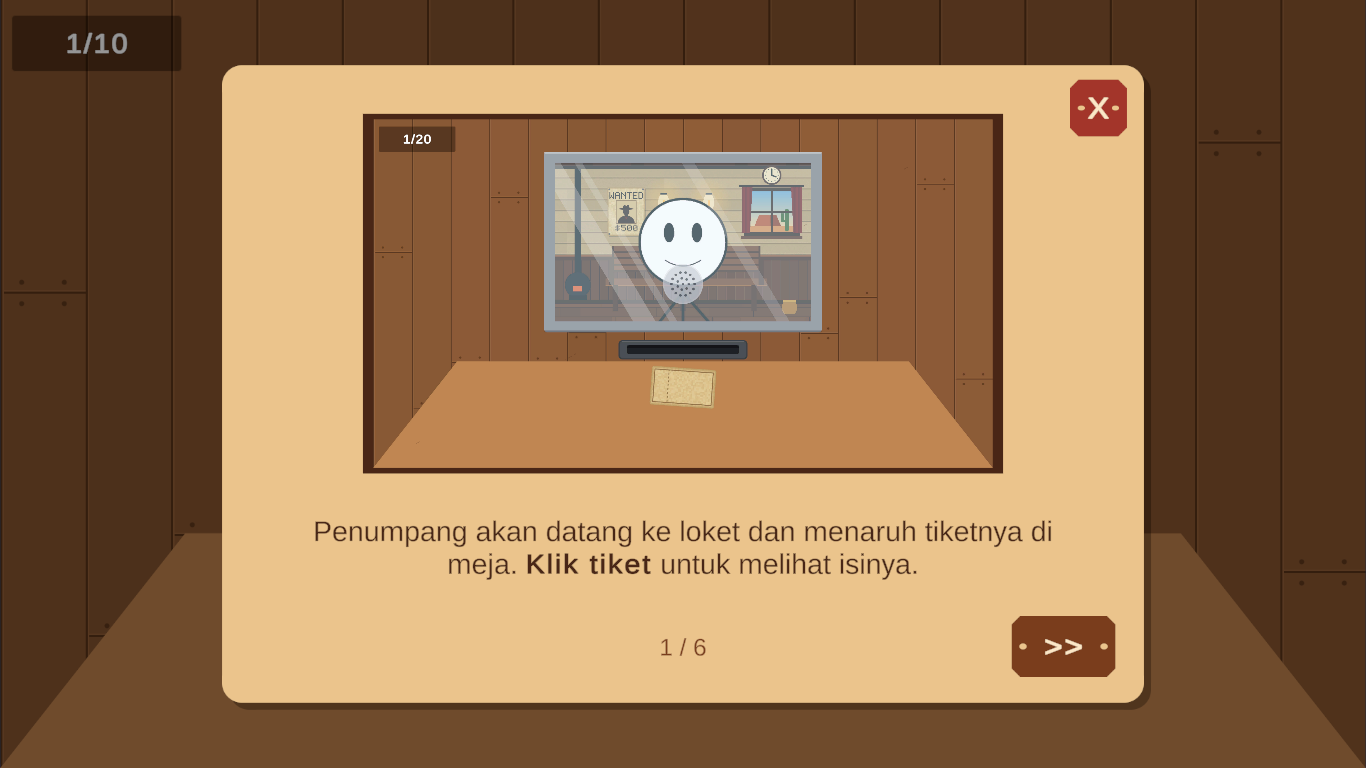 1/10
X
1/20
WANTED
$500
Penumpang akan datang ke loket dan menaruh tiketnya di
meja. Klik tiket untuk melihat isinya.
1 / 6
>>